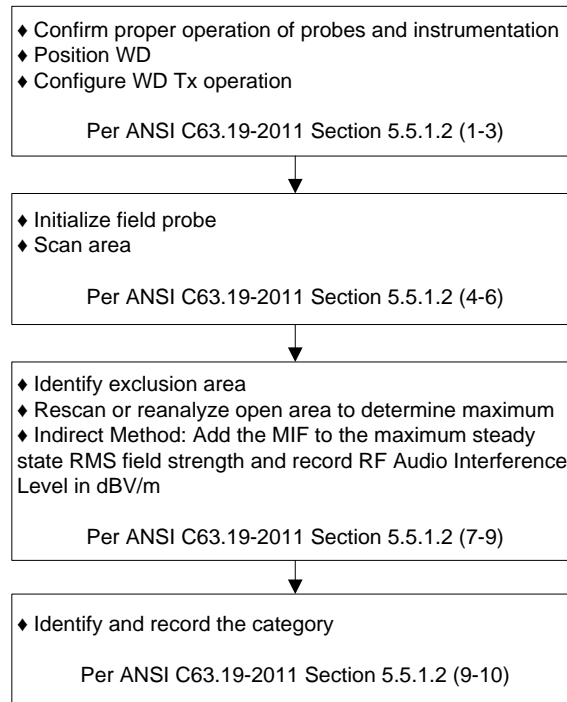 ♦ Confirm proper operation of probes and instrumentation
♦ Position WD
♦ Configure WD Tx operation
Per ANSI C63.19-2011 Section 5.5.1.2 (1-3)
♦ Initialize field probe
♦ Scan area
Per ANSI C63.19-2011 Section 5.5.1.2 (4-6)
♦ Identify exclusion area
♦ Rescan or reanalyze open area to determine maximum
♦ Indirect Method: Add the MIF to the maximum steady
state RMS field strength and record RF Audio Interference
Level in dBV/m
Per ANSI C63.19-2011 Section 5.5.1.2 (7-9)
♦ Identify and record the category
Per ANSI C63.19-2011 Section 5.5.1.2 (9-10)